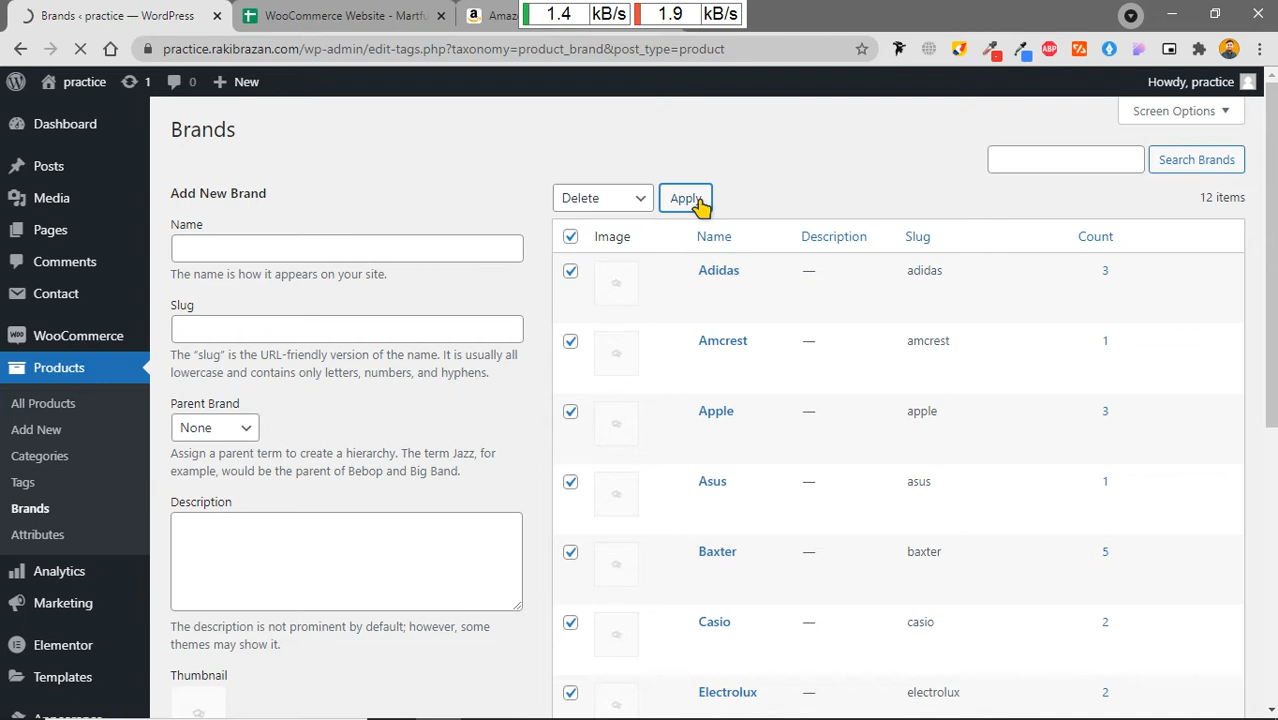 Brands ‹ practice — WordPress
WooCommerce Website - Martfu
Amaz
1.4 kB/s
1.9 kB/s
practice.rakibrazan.com/wp-admin/edit-tags.php?taxonomy=product_brand&post_type=product
ABP
practice
1
0
New
Howdy, practice
Screen Options
Dashboard
Posts
Media
Pages
Comments
Contact
WooCommerce
Products
All Products
Add New
Categories
Tags
Brands
Attributes
Analytics
Marketing
Elementor
Templates
Appearance
Brands
Search Brands
Add New Brand
Name
The name is how it appears on your site.
Slug
The “slug” is the URL-friendly version of the name. It is usually all
lowercase and contains only letters, numbers, and hyphens.
Parent Brand
None
Assign a parent term to create a hierarchy. The term Jazz, for
example, would be the parent of Bebop and Big Band.
Description
The description is not prominent by default; however, some
themes may show it.
Thumbnail
Delete
Apply
12 items
Image Name Description Slug Count
Adidas — adidas 3
Amcrest — amcrest 1
Apple — apple 3
Asus — asus 1
Baxter — baxter 5
Casio — casio 2
Electrolux — electrolux 2